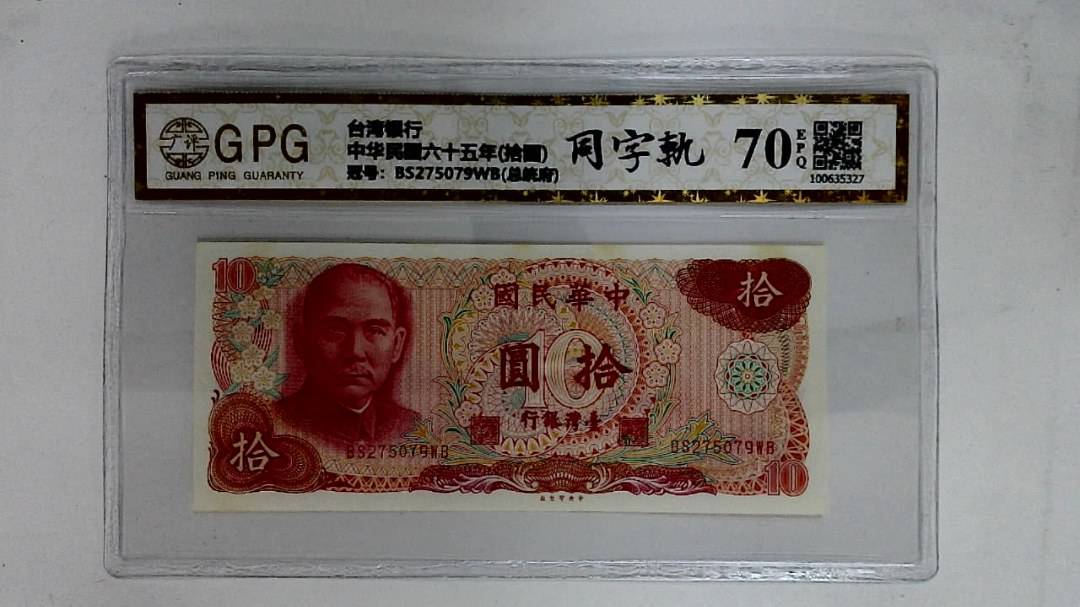 GPG
GUANG PING GUARANTY
台湾银行
中华民國六十五年(拾圆)
冠号: BS275079WB(总统府)
同字軌
70
EPQ
100635327
10
拾
國民華中
圓拾
10
行銀灣臺
BS275079WB
BS275079WB
拾
10